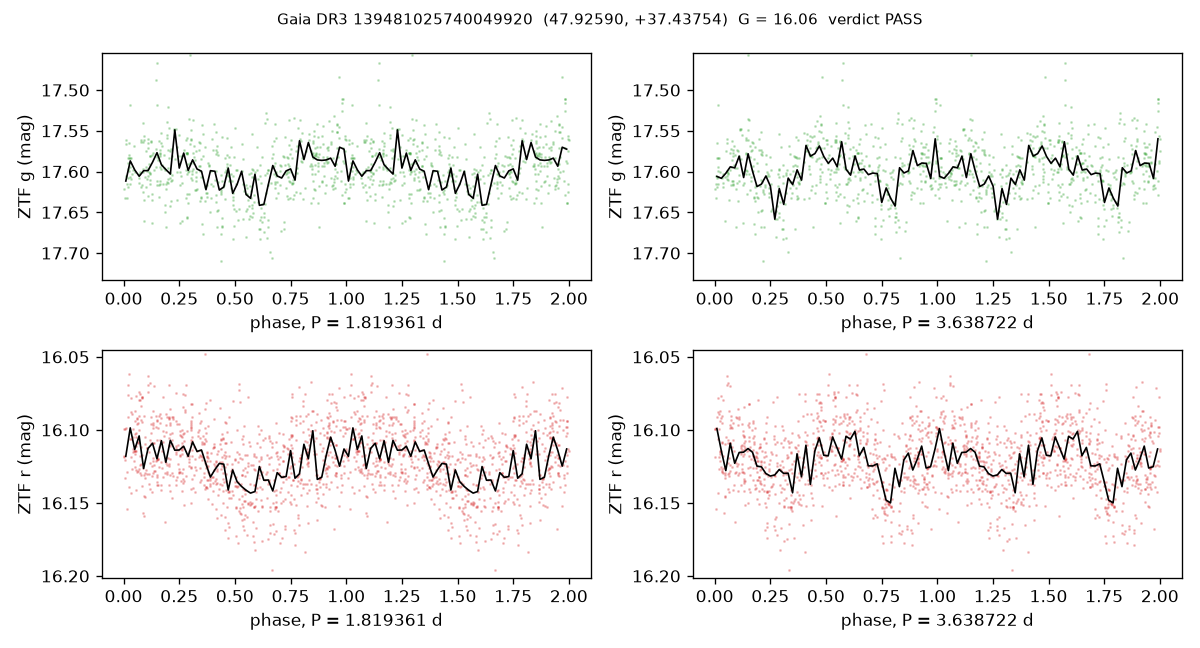 Gaia DR3 139481025740049920  (47.92590, +37.43754)  G = 16.06  verdict PASS
ZTF g (mag)
17.50
17.55
17.60
17.65
17.70
0.00 0.25 0.50 0.75 1.00 1.25 1.50 1.75 2.00
phase, P = 1.819361 d
ZTF g (mag)
17.50
17.55
17.60
17.65
17.70
0.00 0.25 0.50 0.75 1.00 1.25 1.50 1.75 2.00
phase, P = 3.638722 d
ZTF r (mag)
16.05
16.10
16.15
16.20
0.00 0.25 0.50 0.75 1.00 1.25 1.50 1.75 2.00
phase, P = 1.819361 d
ZTF r (mag)
16.05
16.10
16.15
16.20
0.00 0.25 0.50 0.75 1.00 1.25 1.50 1.75 2.00
phase, P = 3.638722 d